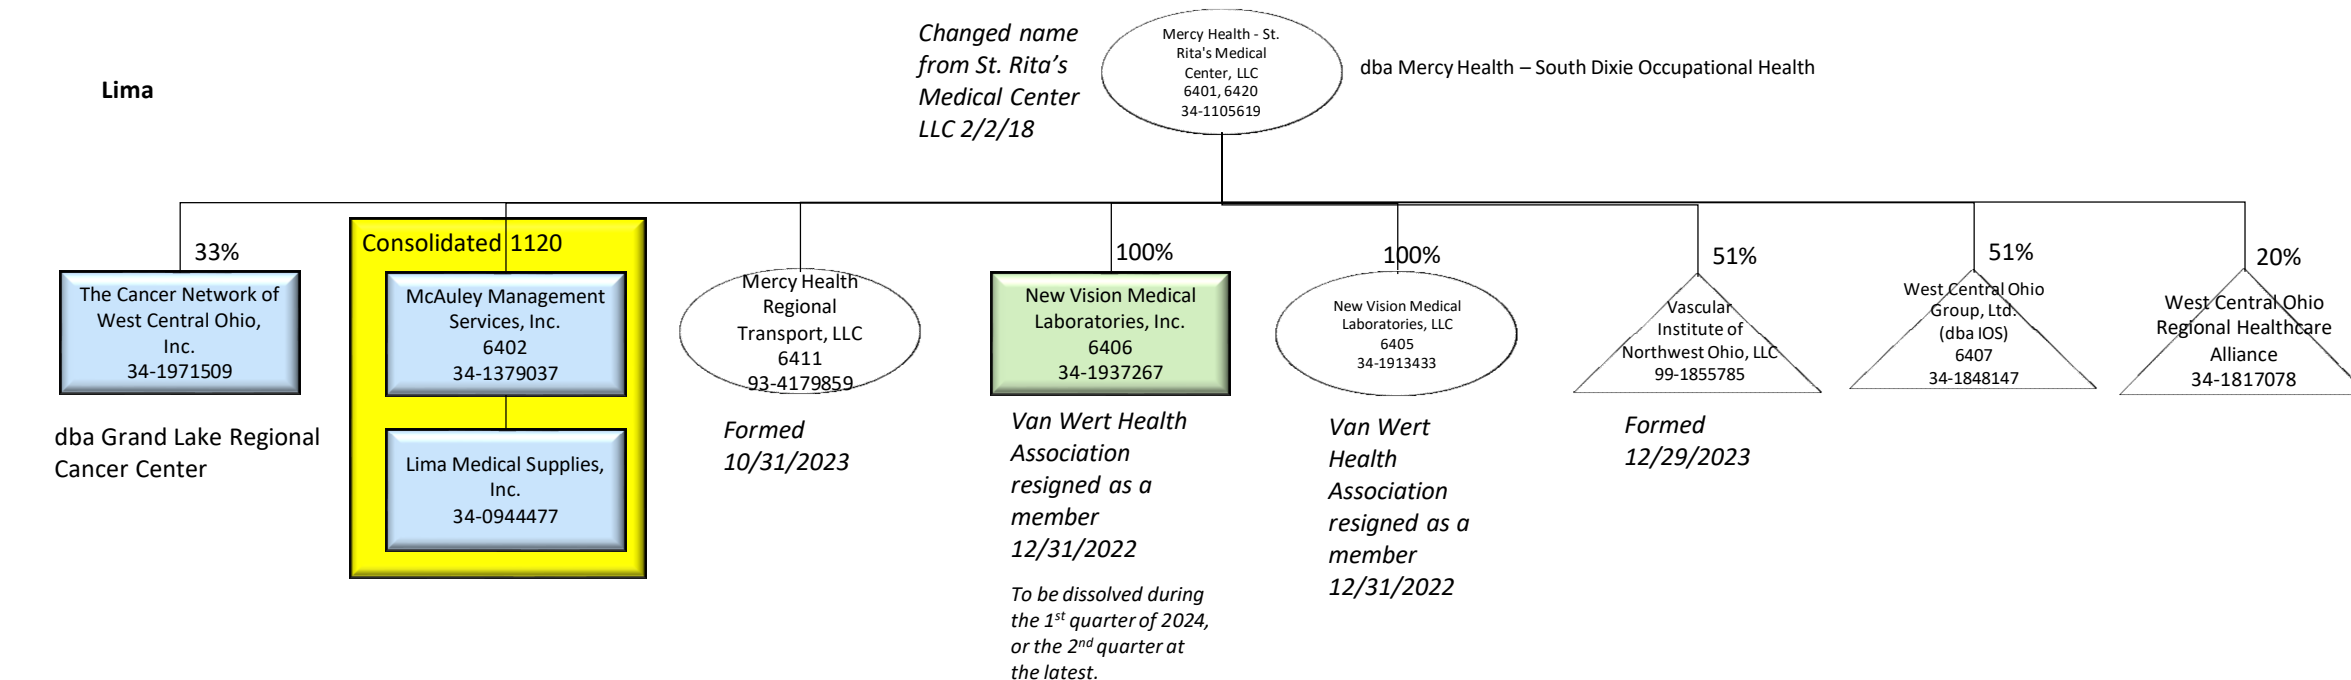 Lima
Changed name
from St. Rita’s
Medical Center
LLC 2/2/18
Mercy Health - St.
Rita's Medical
Center, LLC
6401, 6420
34-1105619
dba Mercy Health – South Dixie Occupational Health
33%
The Cancer Network of
West Central Ohio,
Inc.
34-1971509
dba Grand Lake Regional
Cancer Center
Consolidated 1120
McAuley Management
Services, Inc.
6402
34-1379037
Lima Medical Supplies,
Inc.
34-0944477
Mercy Health
Regional
Transport, LLC
6411
93-4179859
Formed
10/31/2023
100%
New Vision Medical
Laboratories, Inc.
6406
34-1937267
Van Wert Health
Association
resigned as a
member
12/31/2022
To be dissolved during
the 1st quarter of 2024,
or the 2nd quarter at
the latest.
100%
New Vision Medical
Laboratories, LLC
6405
34-1913433
Van Wert
Health
Association
resigned as a
member
12/31/2022
51%
Vascular
Institute of
Northwest Ohio, LLC
99-1855785
Formed
12/29/2023
51%
West Central Ohio
Group, Ltd.
(dba IOS)
6407
34-1848147
20%
West Central Ohio
Regional Healthcare
Alliance
34-1817078